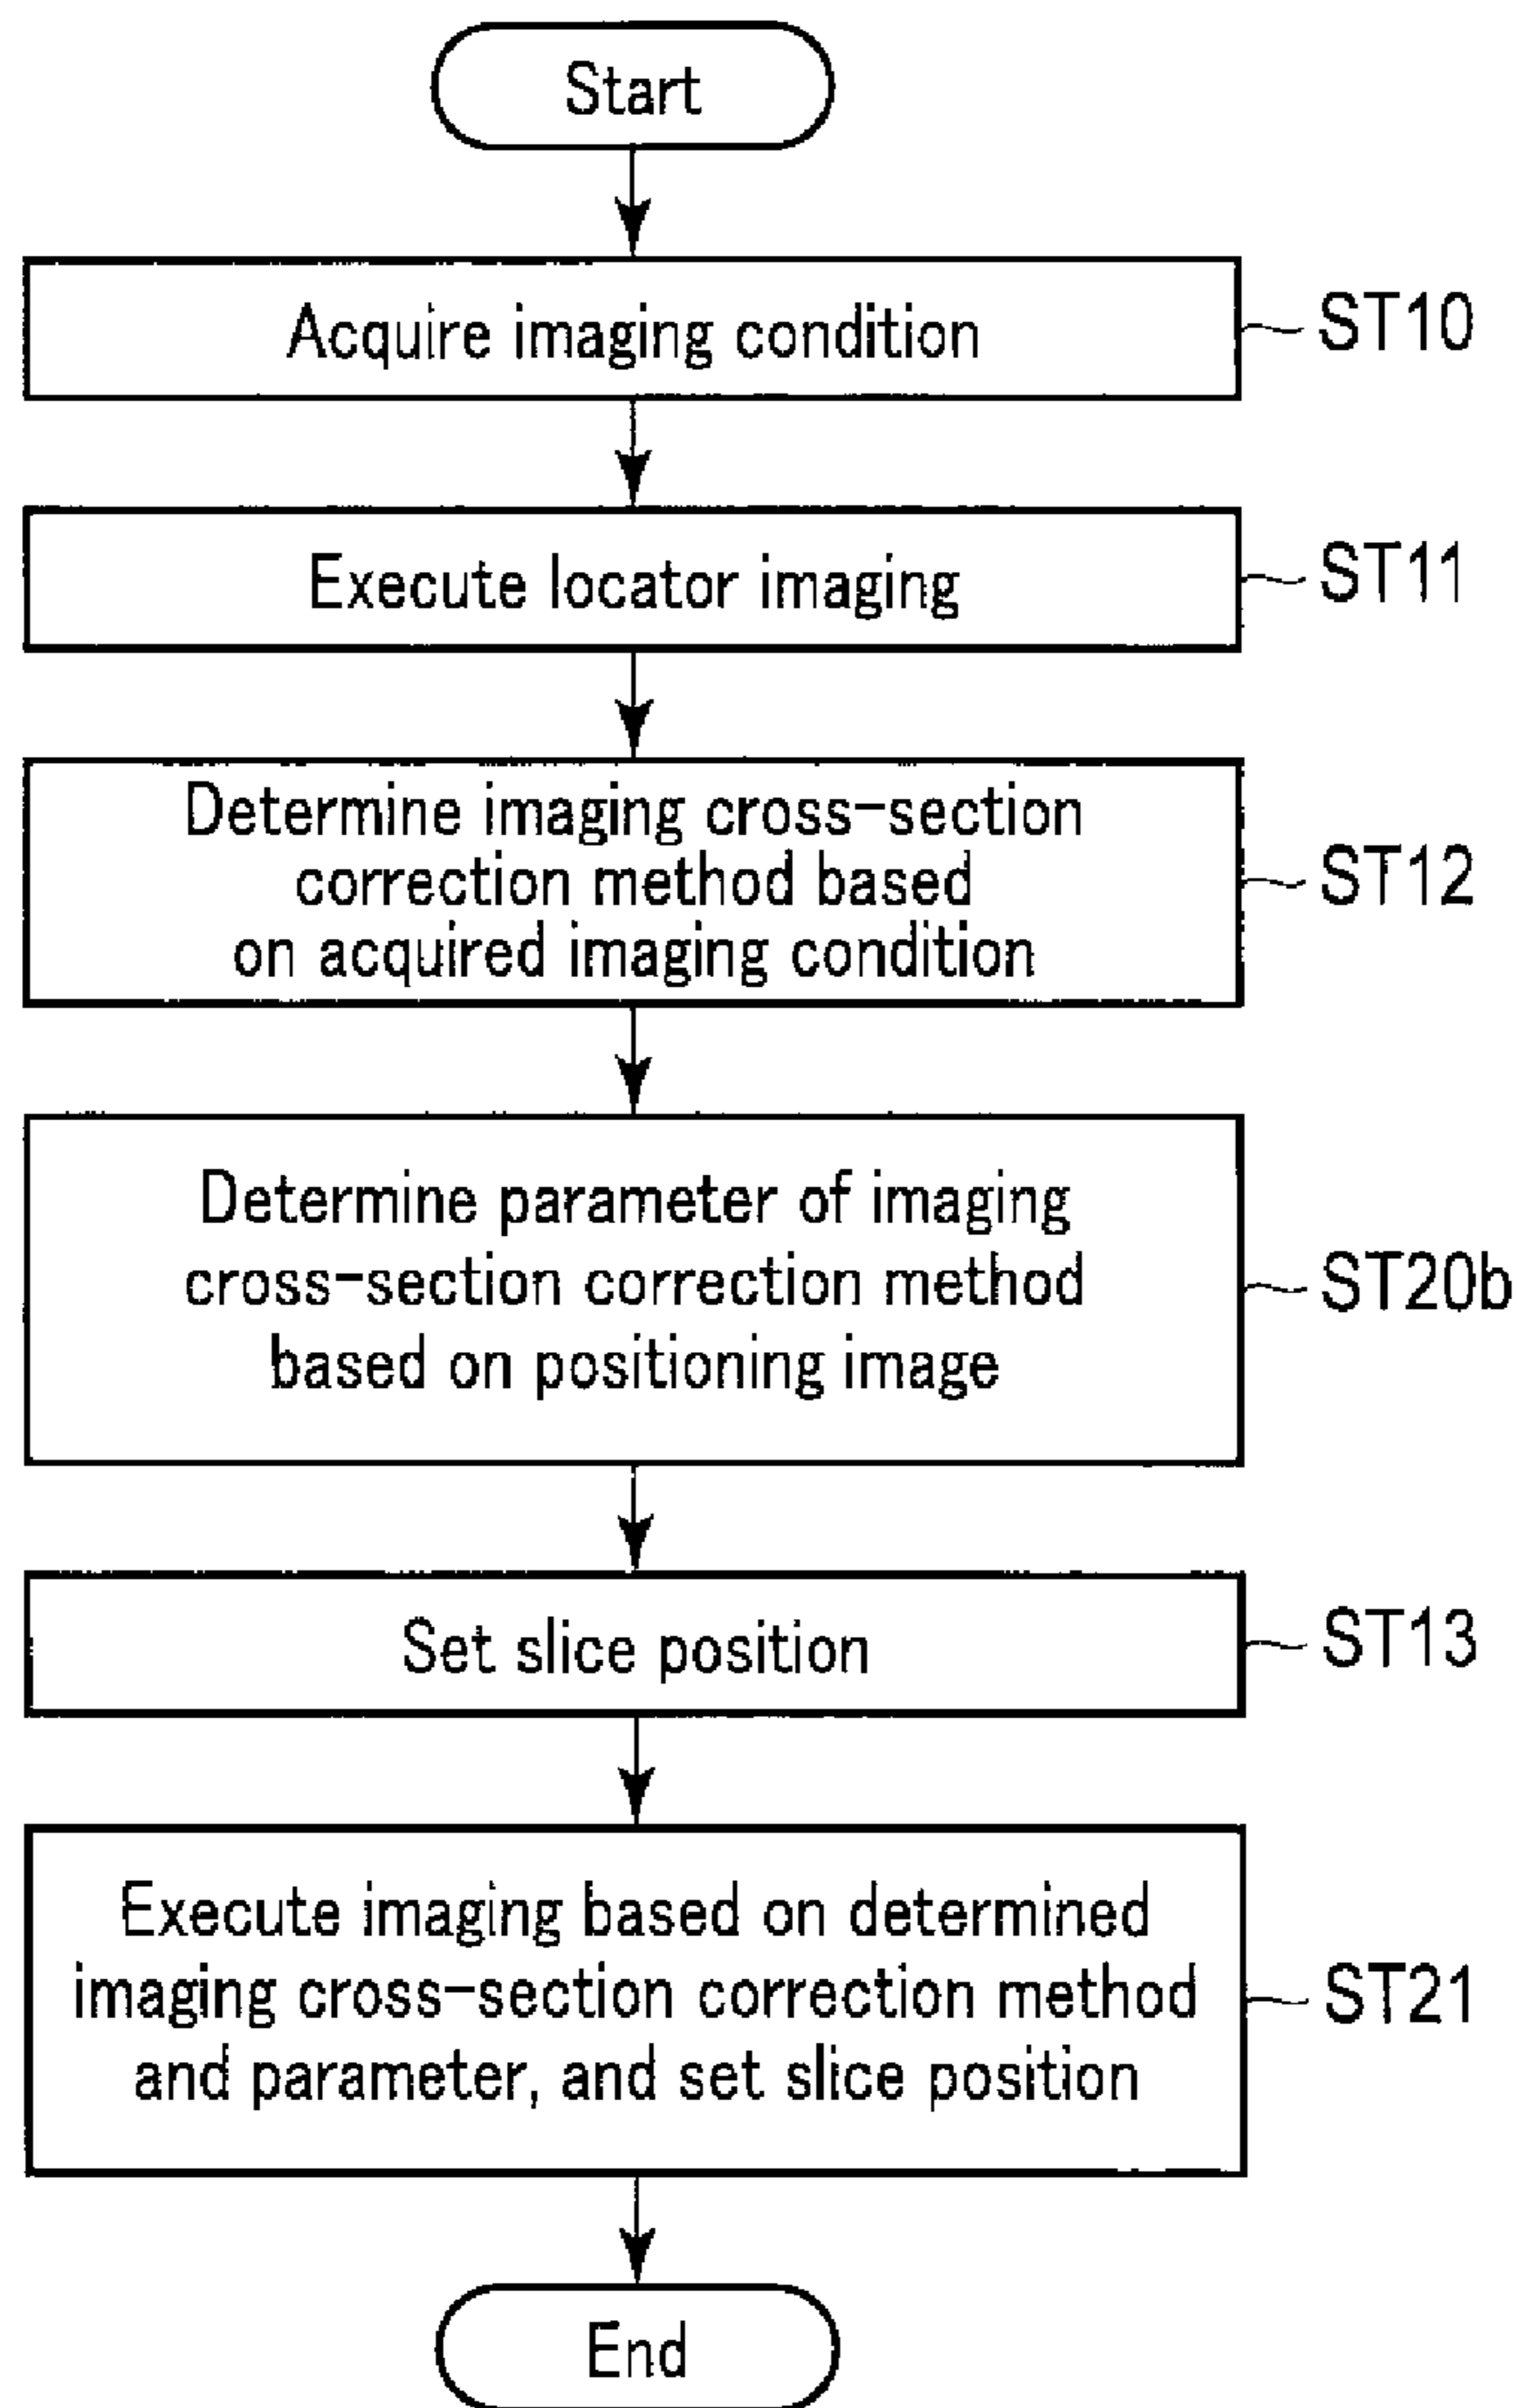 Start
Acquire imaging condition
ST10
Execute locator imaging
ST11
Determine imaging cross-section
correction method based
on acquired imaging condition
ST12
Determine parameter of imaging
cross-section correction method
based on positioning image
ST20b
Set slice position
ST13
Execute imaging based on determined
imaging cross-section correction method
and parameter, and set slice position
ST21
End